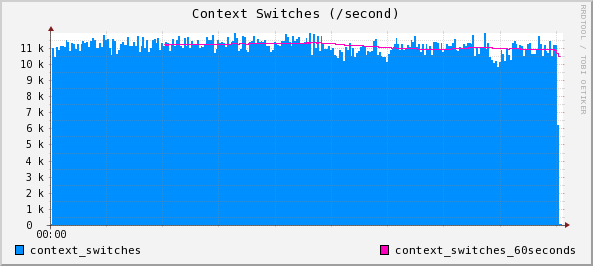 Context Switches (/second)
RRDTOOL / TOBI OETIKER
11 k
10 k
9 k
8 k
7 k
6 k
5 k
4 k
3 k
2 k
1 k
0
00:00
context_switches
context_switches_60seconds